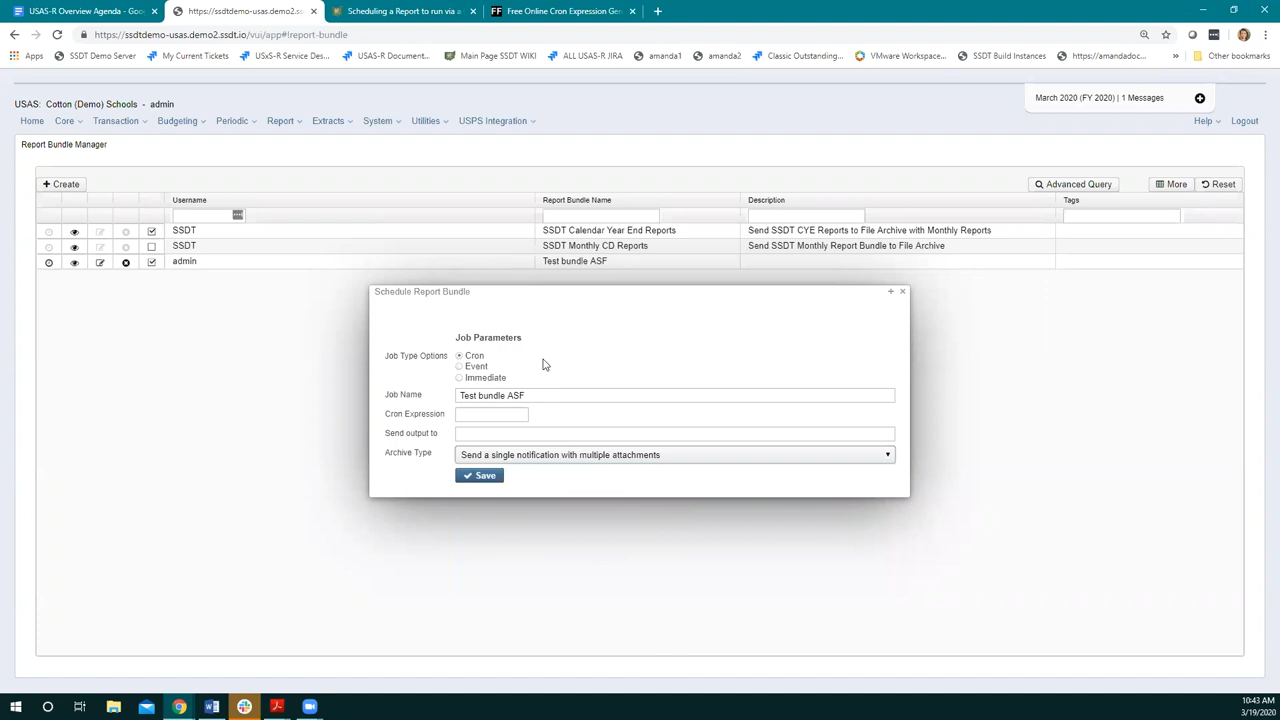 USAS-R Overview Agenda - Goo
https://ssdtdemo-usas.demo2.ssd
Scheduling a Report to run via a
FF Free Online Cron Expression Gen
https://ssdtdemo-usas.demo2.ssdt.io/vui/app#!report-bundle
Apps SSDT Demo Server My Current Tickets USxS-R Service Des... USAS-R Document... Main Page SSDT WIKI ALL USAS-R JIRA amanda1 amanda2 Classic Outstanding... VMware Workspace... SSDT Build Instances https://amandadoc... » Other bookmarks
USAS: Cotton (Demo) Schools - admin
March 2020 (FY 2020) | 1 Messages
Home Core Transaction Budgeting Periodic Report Extracts System Utilities USPS Integration Help Logout
Report Bundle Manager
Create Advanced Query More Reset
Username Report Bundle Name Description Tags
SSDT SSDT Calendar Year End Reports Send SSDT CYE Reports to File Archive with Monthly Reports
SSDT SSDT Monthly CD Reports Send SSDT Monthly Report Bundle to File Archive
admin Test bundle ASF
Schedule Report Bundle
Job Parameters
Job Type Options Cron
Event
Immediate
Job Name Test bundle ASF
Cron Expression
Send output to
Archive Type Send a single notification with multiple attachments
Save
10:43 AM
3/19/2020